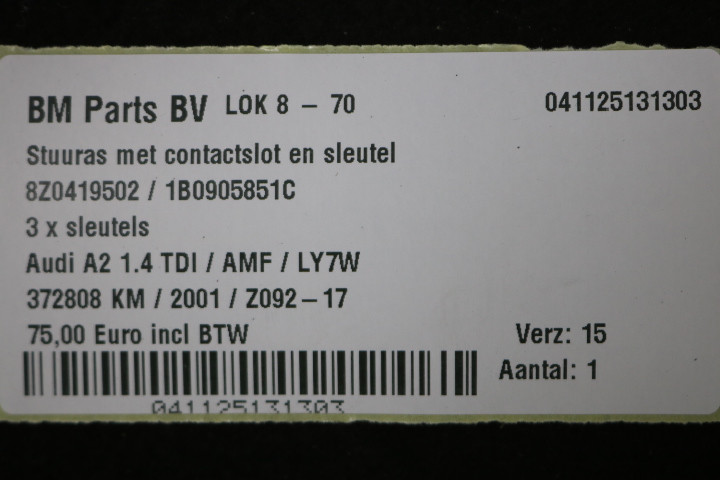 BM Parts BV LOK 8 – 70 041125131303
Stuuras met contactslot en sleutel
8Z0419502 / 1B0905851C
3 x sleutels
Audi A2 1.4 TDI / AMF / LY7W
372808 KM / 2001 / Z092–17
75,00 Euro incl BTW Verz: 15
Aantal: 1
041125131303